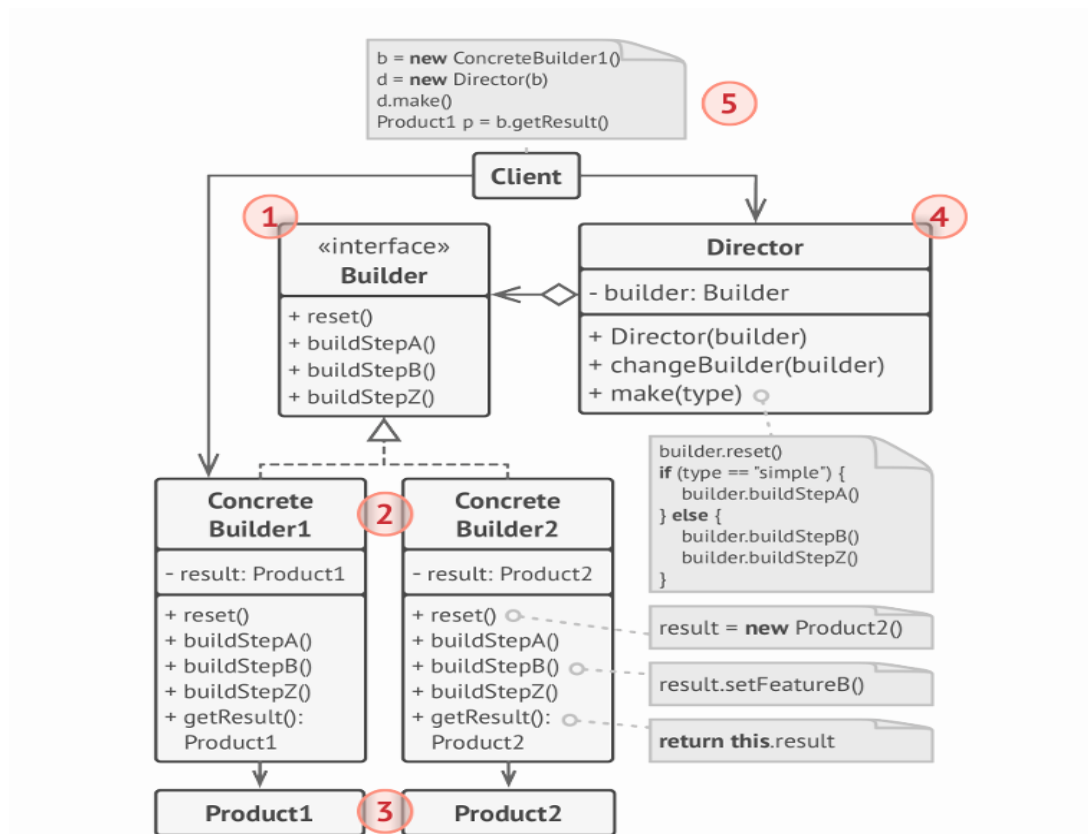 b = new ConcreteBuilder1()
d = new Director(b)
d.make()
Product1 p = b.getResult()
5
Client
1
«interface»
Builder
+ reset()
+ buildStepA()
+ buildStepB()
+ buildStepZ()
4
Director
- builder: Builder
+ Director(builder)
+ changeBuilder(builder)
+ make(type)
builder.reset()
if (type == "simple") {
builder.buildStepA()
} else {
builder.buildStepB()
builder.buildStepZ()
}
Concrete
Builder1
- result: Product1
+ reset()
+ buildStepA()
+ buildStepB()
+ buildStepZ()
+ getResult():
Product1
2
Concrete
Builder2
- result: Product2
+ reset()
+ buildStepA()
+ buildStepB()
+ buildStepZ()
+ getResult():
Product2
result = new Product2()
result.setFeatureB()
return this.result
Product1
3
Product2